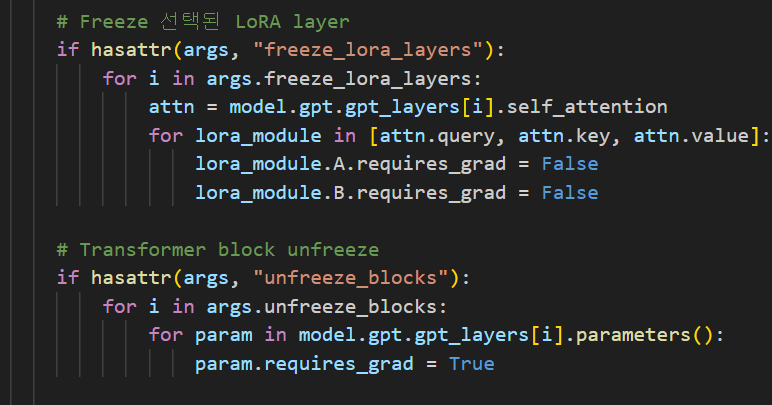 # Freeze 선택된 LoRA layer
if hasattr(args, "freeze_lora_layers"):
    for i in args.freeze_lora_layers:
        attn = model.gpt.gpt_layers[i].self_attention
        for lora_module in [attn.query, attn.key, attn.value]:
            lora_module.A.requires_grad = False
            lora_module.B.requires_grad = False

# Transformer block unfreeze
if hasattr(args, "unfreeze_blocks"):
    for i in args.unfreeze_blocks:
        for param in model.gpt.gpt_layers[i].parameters():
            param.requires_grad = True